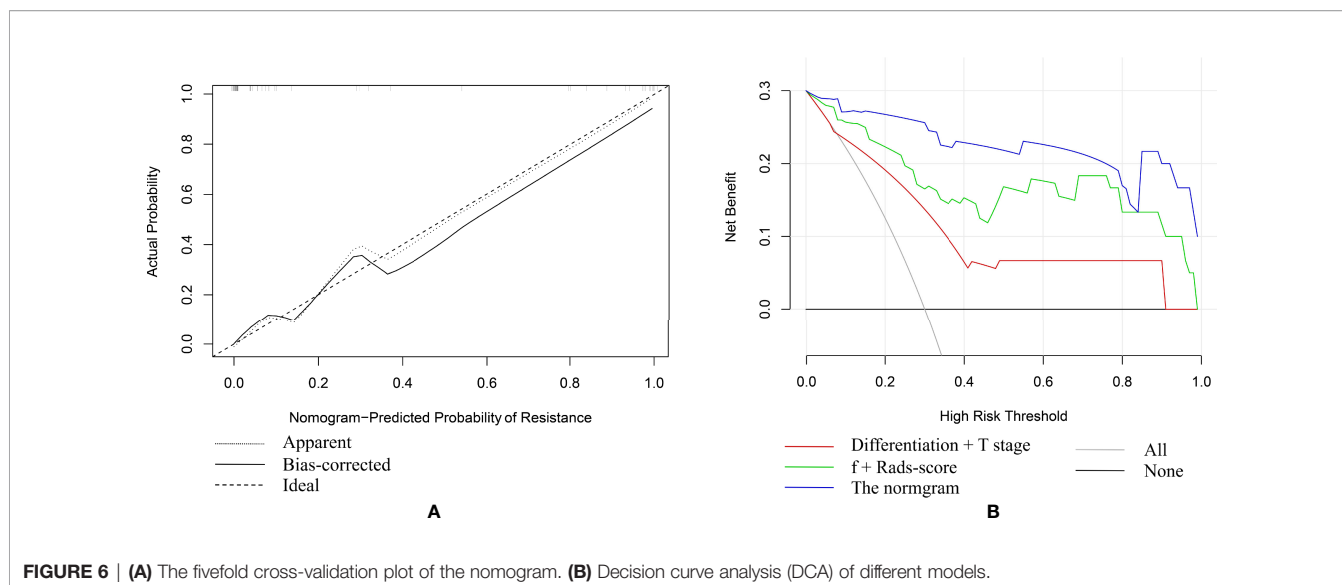 1.0
0.8
0.6
0.4
0.2
0.0
Actual Probability
0.0 0.2 0.4 0.6 0.8 1.0
Nomogram-Predicted Probability of Resistance
Apparent
Bias-corrected
Ideal
A
0.3
0.2
0.1
0.0
Net Benefit
0.0 0.2 0.4 0.6 0.8 1.0
High Risk Threshold
Differentiation + T stage
f + Rads-score
The normgram
All
None
B
FIGURE 6 | (A) The fivefold cross-validation plot of the nomogram. (B) Decision curve analysis (DCA) of different models.